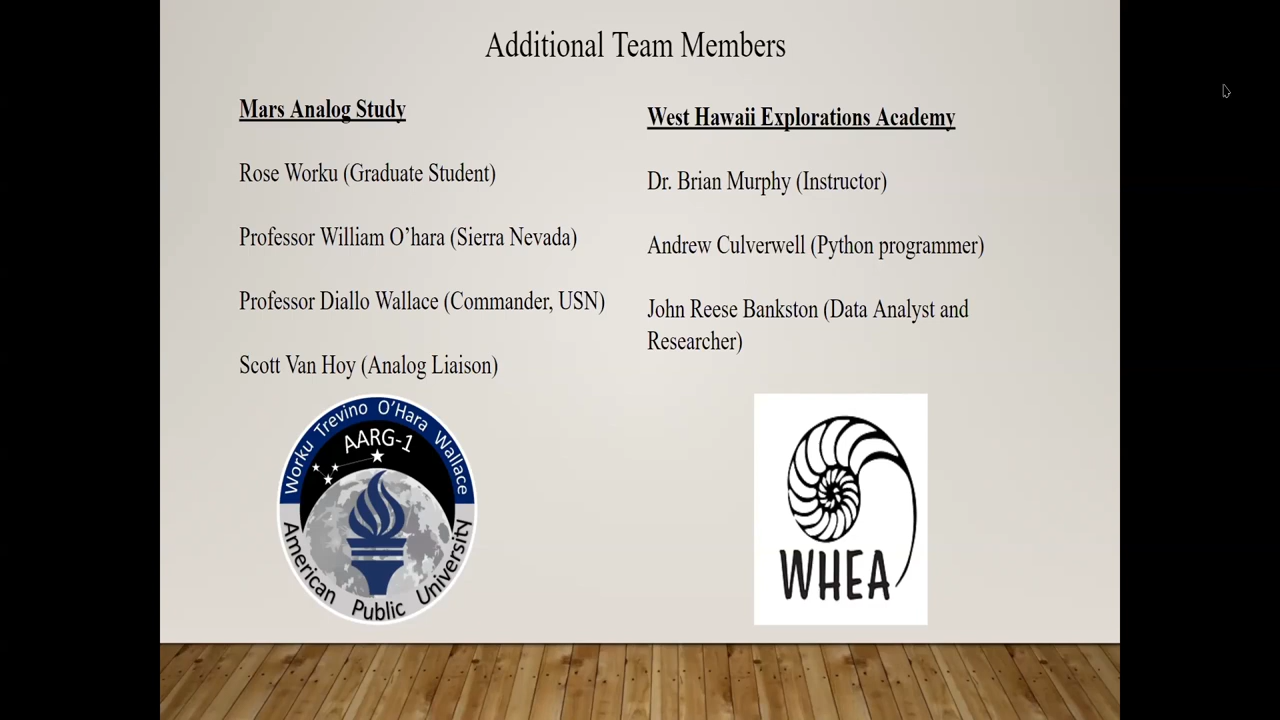 Additional Team Members
Mars Analog Study
Rose Worku (Graduate Student)
Professor William O’hara (Sierra Nevada)
Professor Diallo Wallace (Commander, USN)
Scott Van Hoy (Analog Liaison)
Worku Trevino O’Hara Wallace
AARG-1
American Public University
West Hawaii Explorations Academy
Dr. Brian Murphy (Instructor)
Andrew Culverwell (Python programmer)
John Reese Bankston (Data Analyst and
Researcher)
WHEA